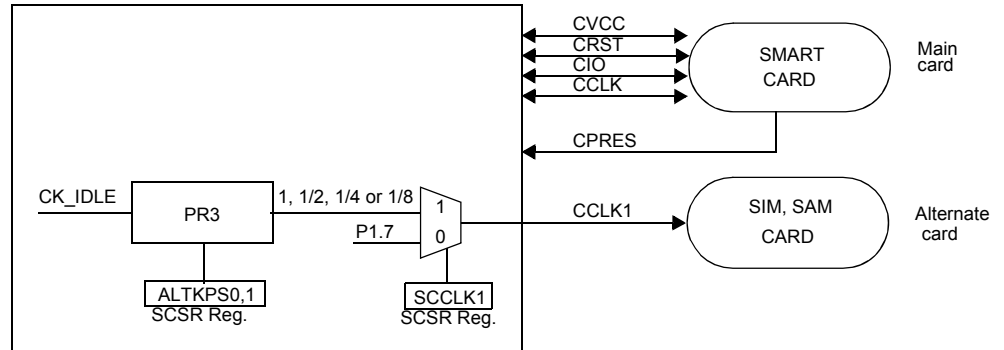 CVCC
CRST
CIO
CCLK
SMART
CARD
Main
card
CPRES
CK_IDLE
PR3
1, 1/2, 1/4 or 1/8
P1.7
1
0
CCLK1
SIM, SAM
CARD
Alternate
card
ALTKPS0,1
SCSR Reg.
SCCLK1
SCSR Reg.